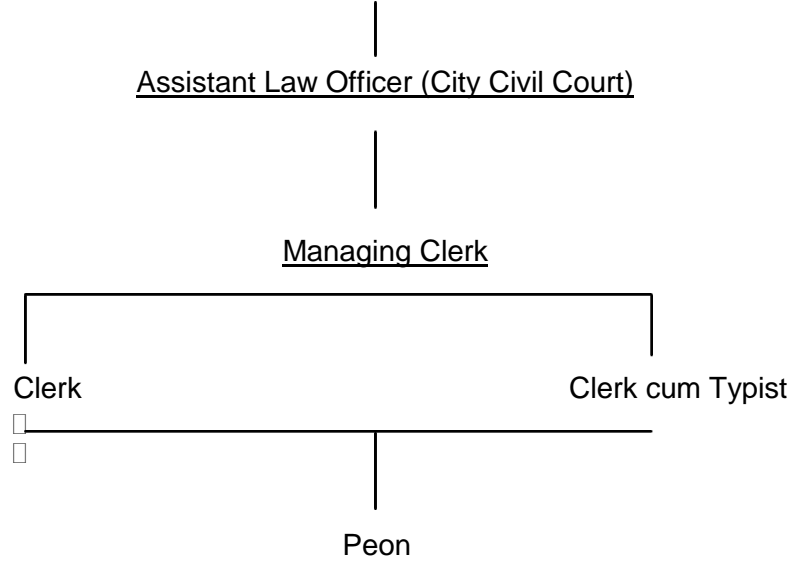 Assistant Law Officer (City Civil Court)
Managing Clerk
Clerk Clerk cum Typist
Peon